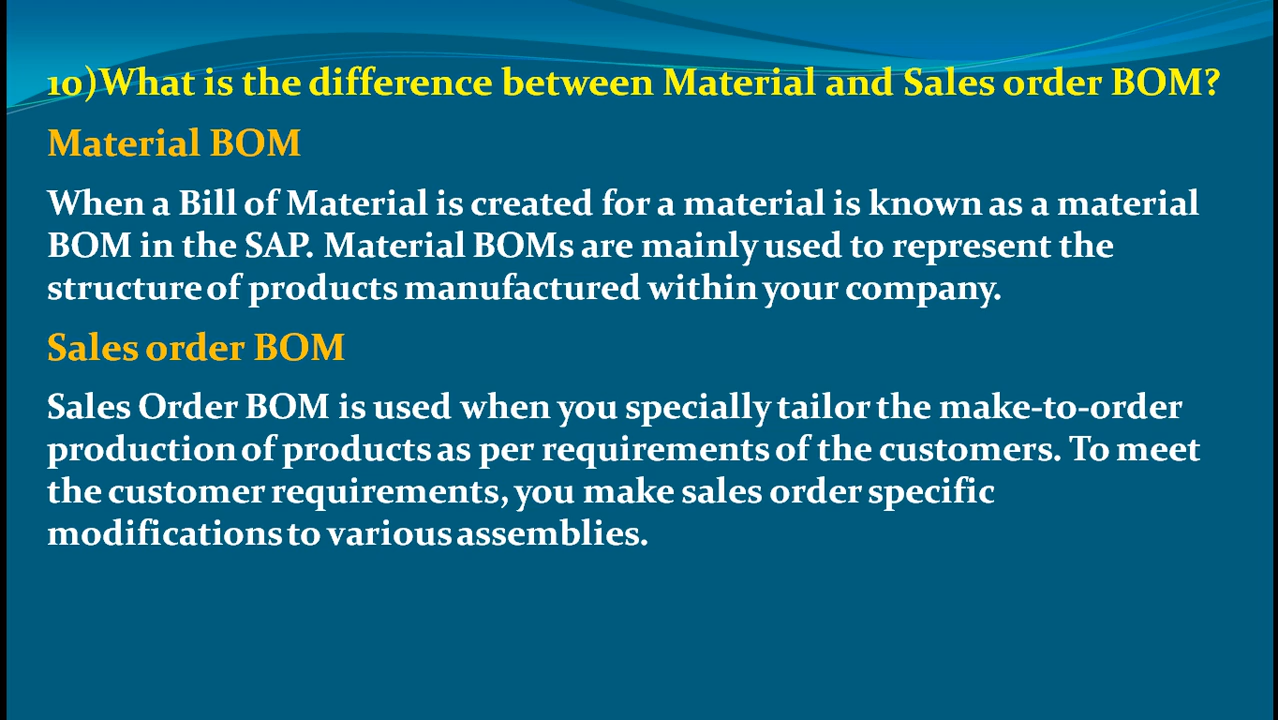 10)What is the difference between Material and Sales order BOM?
Material BOM
When a Bill of Material is created for a material is known as a material
BOM in the SAP. Material BOMs are mainly used to represent the
structure of products manufactured within your company.
Sales order BOM
Sales Order BOM is used when you specially tailor the make-to-order
production of products as per requirements of the customers. To meet
the customer requirements, you make sales order specific
modifications to various assemblies.